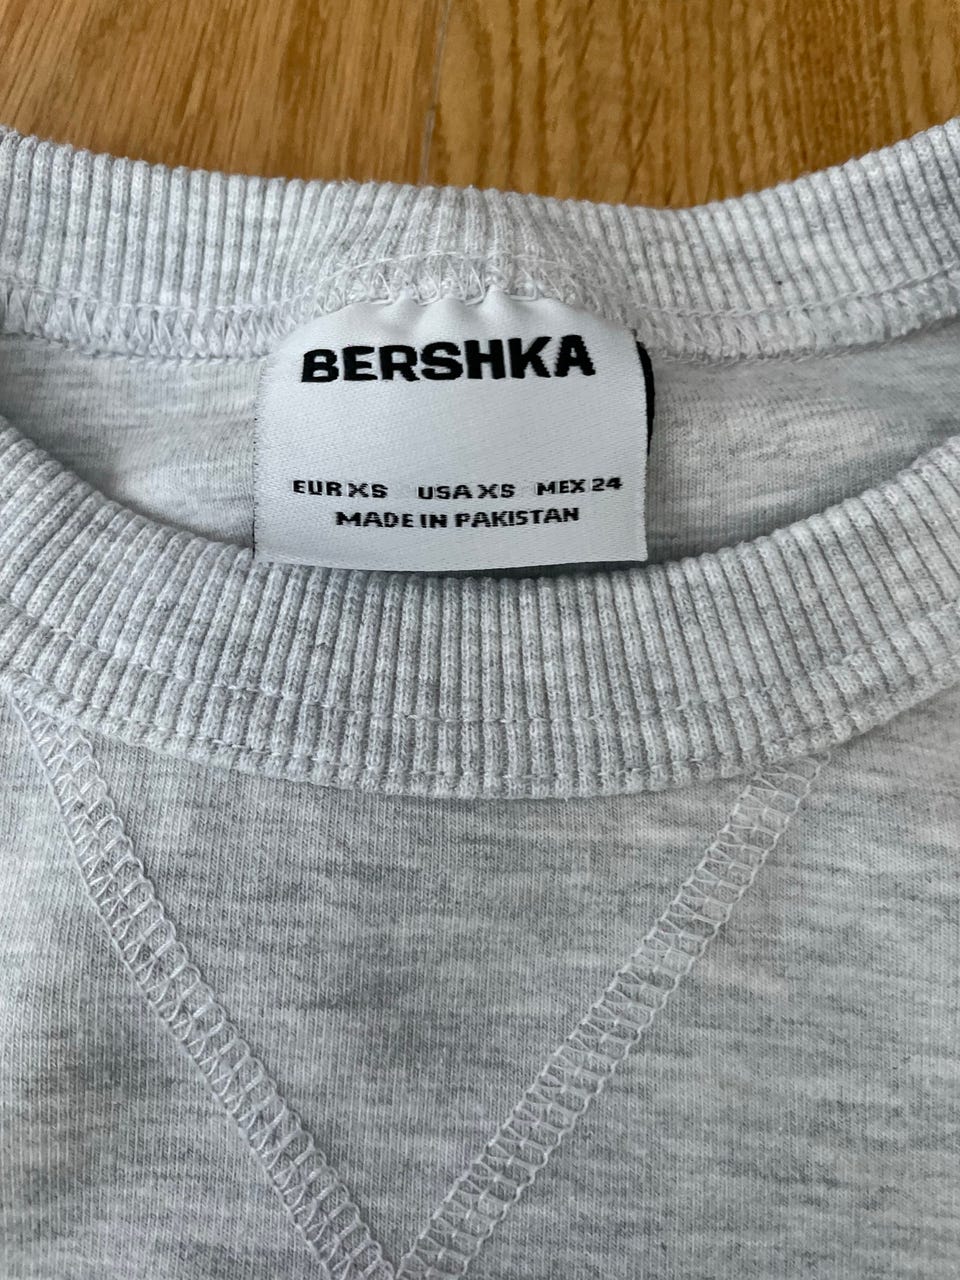 BERSHKA
EUR XS USA XS MEX 24
MADE IN PAKISTAN